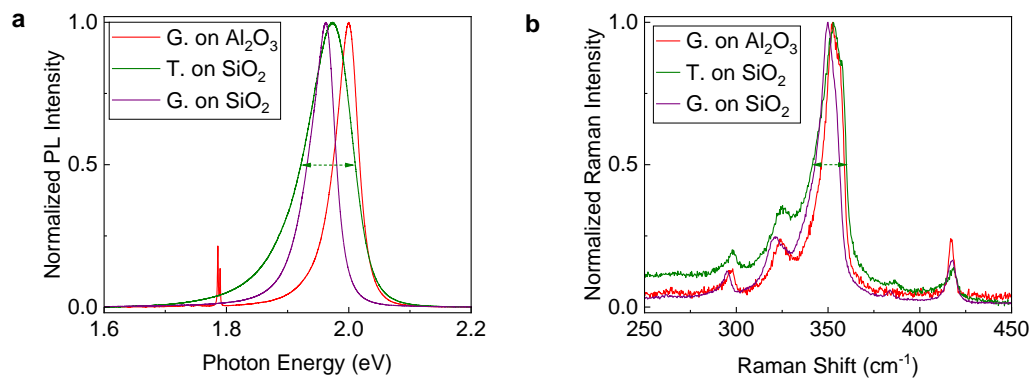 a
G. on Al₂O₃
T. on SiO₂
G. on SiO₂
Normalized PL Intensity
1.0
0.5
0.0
1.6 1.8 2.0 2.2
Photon Energy (eV)
b
G. on Al₂O₃
T. on SiO₂
G. on SiO₂
Normalized Raman Intensity
1.0
0.5
0.0
250 300 350 400 450
Raman Shift (cm⁻¹)